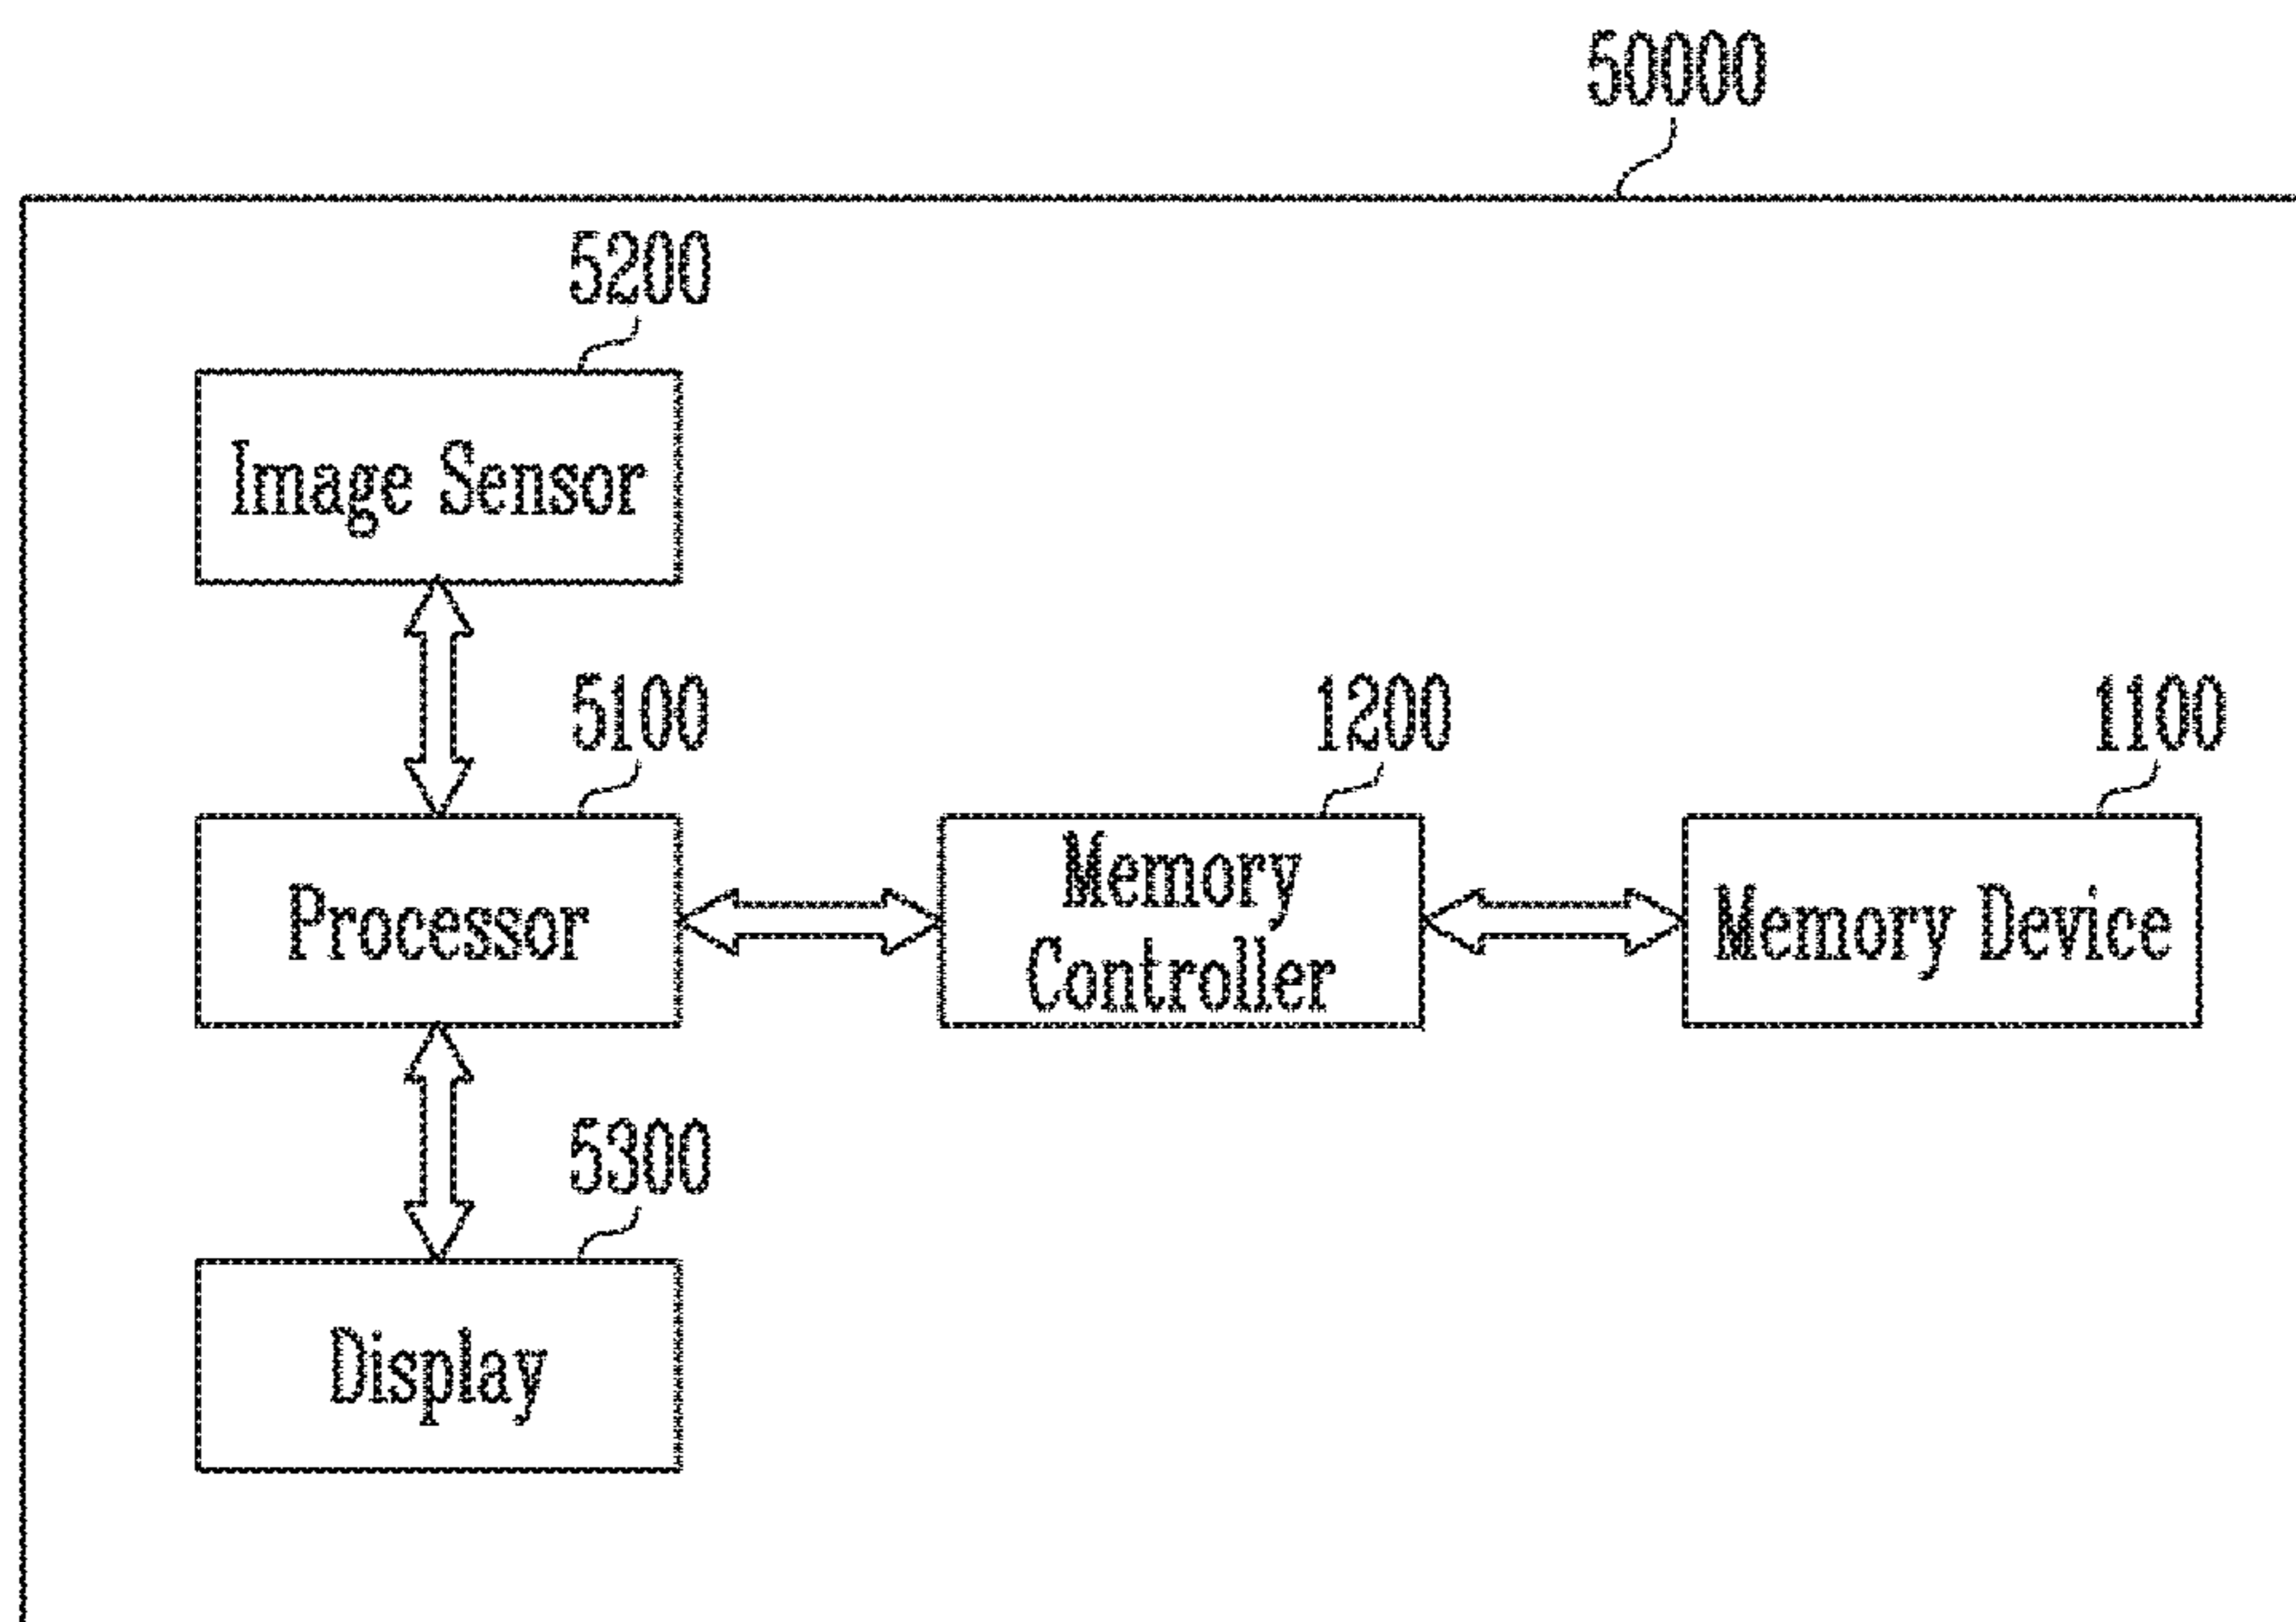 50000
5200
Image Sensor
5100
1200
1100
Processor
Memory
Controller
Memory Device
5300
Display